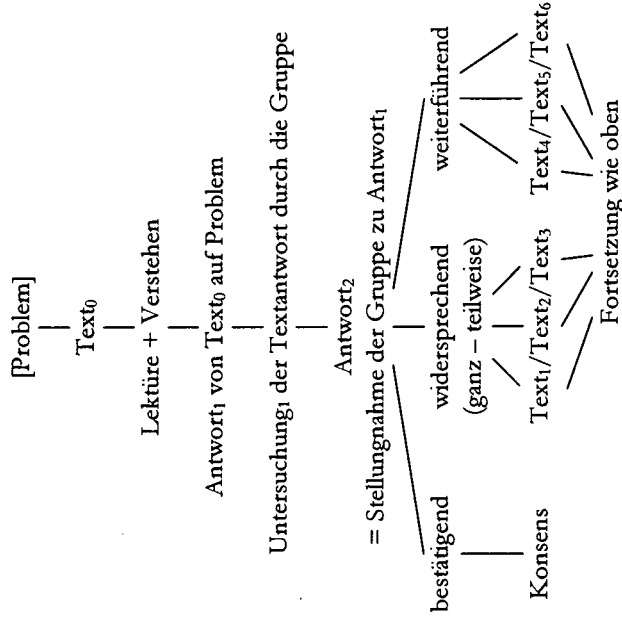 [Problem]
Text₀
Lektüre + Verstehen
Antwort₁ von Text₀ auf Problem
Untersuchung₁ der Textantwort durch die Gruppe
Antwort₂
= Stellungnahme der Gruppe zu Antwort₁
bestätigend widersprechend weiterführend
(ganz – teilweise)
Konsens Text₁/Text₂/Text₃ Text₄/Text₅/Text₆
Fortsetzung wie oben